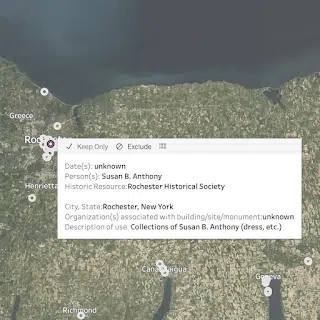 Greece
Rochester
Keep Only Exclude
Date(s): unknown
Person(s): Susan B. Anthony
Historic Resource:Rochester Historical Society
Henrietta
City, State:Rochester, New York
Organization(s) associated with building/site/monument:unknown
Description of use: Collections of Susan B. Anthony (dress, etc.)
Canandaigua
Geneva
Richmond